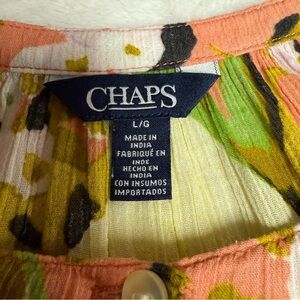 CHAPS
L/G
MADE IN
INDIA
FABRIQUÉ EN
INDE
HECHO EN
INDIA
CON INSUMOS
IMPORTADOS